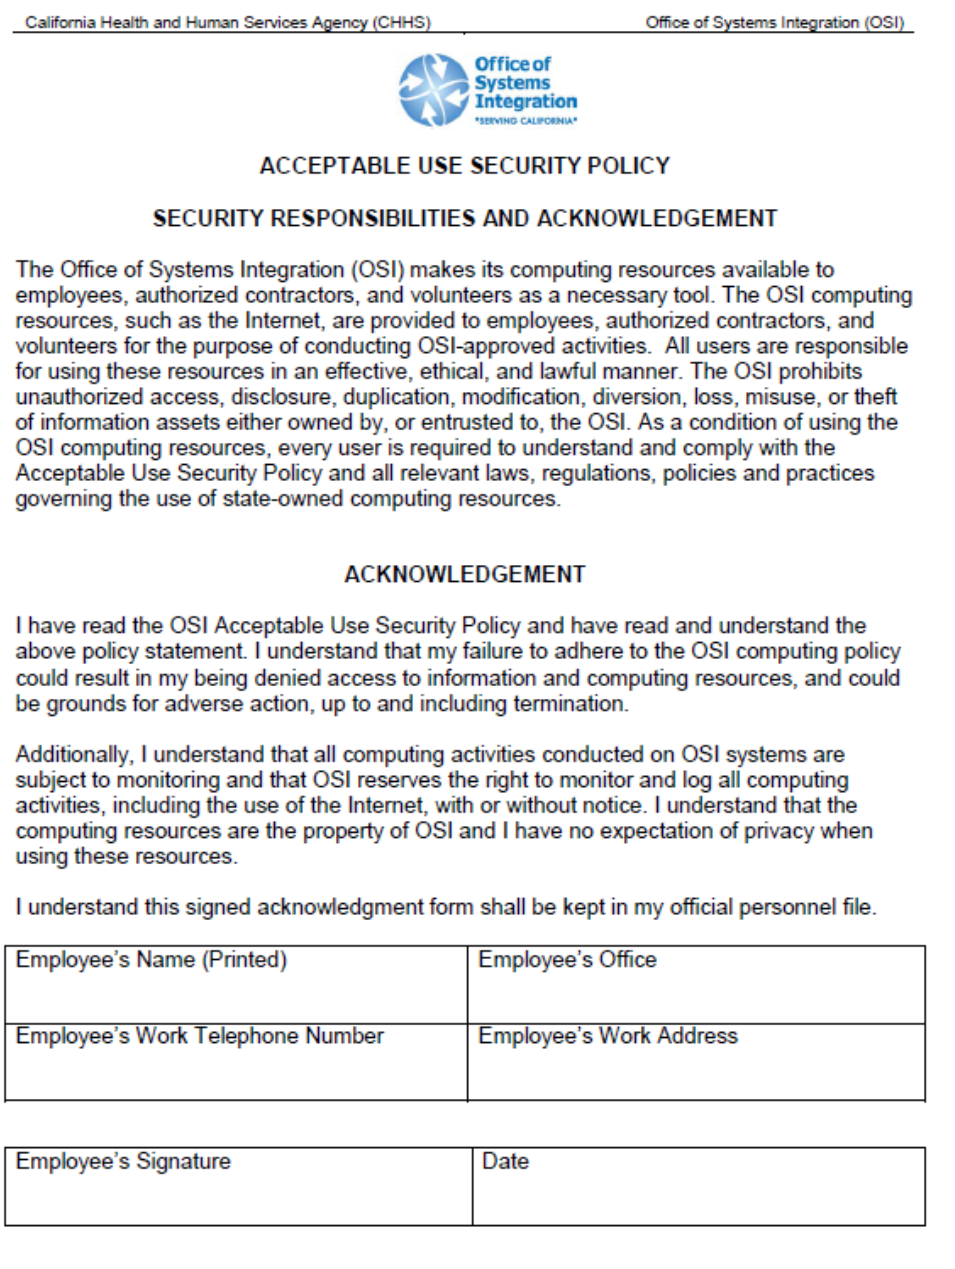 California Health and Human Services Agency (CHHS) Office of Systems Integration (OSI)
Office of
Systems
Integration
"SERVING CALIFORNIA"
ACCEPTABLE USE SECURITY POLICY
SECURITY RESPONSIBILITIES AND ACKNOWLEDGEMENT
The Office of Systems Integration (OSI) makes its computing resources available to
employees, authorized contractors, and volunteers as a necessary tool. The OSI computing
resources, such as the Internet, are provided to employees, authorized contractors, and
volunteers for the purpose of conducting OSI-approved activities. All users are responsible
for using these resources in an effective, ethical, and lawful manner. The OSI prohibits
unauthorized access, disclosure, duplication, modification, diversion, loss, misuse, or theft
of information assets either owned by, or entrusted to, the OSI. As a condition of using the
OSI computing resources, every user is required to understand and comply with the
Acceptable Use Security Policy and all relevant laws, regulations, policies and practices
governing the use of state-owned computing resources.
ACKNOWLEDGEMENT
I have read the OSI Acceptable Use Security Policy and have read and understand the
above policy statement. I understand that my failure to adhere to the OSI computing policy
could result in my being denied access to information and computing resources, and could
be grounds for adverse action, up to and including termination.
Additionally, I understand that all computing activities conducted on OSI systems are
subject to monitoring and that OSI reserves the right to monitor and log all computing
activities, including the use of the Internet, with or without notice. I understand that the
computing resources are the property of OSI and I have no expectation of privacy when
using these resources.
I understand this signed acknowledgment form shall be kept in my official personnel file.
Employee's Name (Printed) Employee's Office
Employee's Work Telephone Number Employee's Work Address
Employee's Signature Date